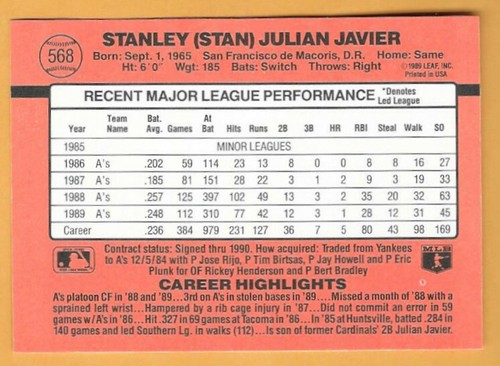 568
STANLEY (STAN) JULIAN JAVIER
Born: Sept. 1, 1965 San Francisco de Macoris, D.R. Home: Same
Ht: 6'0" Wgt: 185 Bats: Switch Throws: Right
©1989 LEAF, INC.
Printed in USA
RECENT MAJOR LEAGUE PERFORMANCE *Denotes Led League
Year Team Name Bat. Avg. Games At Bat Hits Runs 2B 3B HR RBI Steal Walk SO
1985 MINOR LEAGUES
1986 A's .202 59 114 23 13 8 0 0 8 8 16 27
1987 A's .185 81 151 28 22 3 1 2 9 3 19 33
1988 A's .257 125 397 102 49 13 3 2 35 20 32 63
1989 A's .248 112 310 77 42 12 3 1 28 12 31 45
Career .236 384 979 231 127 36 7 5 80 43 98 169
Contract status: Signed thru 1990. How acquired: Traded from Yankees
to A's 12/5/84 with P Jose Rijo, P Tim Birtsas, P Jay Howell and P Eric
Plunk for OF Rickey Henderson and P Bert Bradley
MLB
CAREER HIGHLIGHTS
A's platoon CF in '88 and '89...3rd on A's in stolen bases in '89....Missed a month of '88 with a
sprained left wrist...Hampered by a rib cage injury in '87...Did not commit an error in 59
games w/A's in '86...Hit .327 in 69 games at Tacoma in '86...In '85 at Huntsville, batted .284 in
140 games and led Southern Lg. in walks (112)...Is son of former Cardinals' 2B Julian Javier.